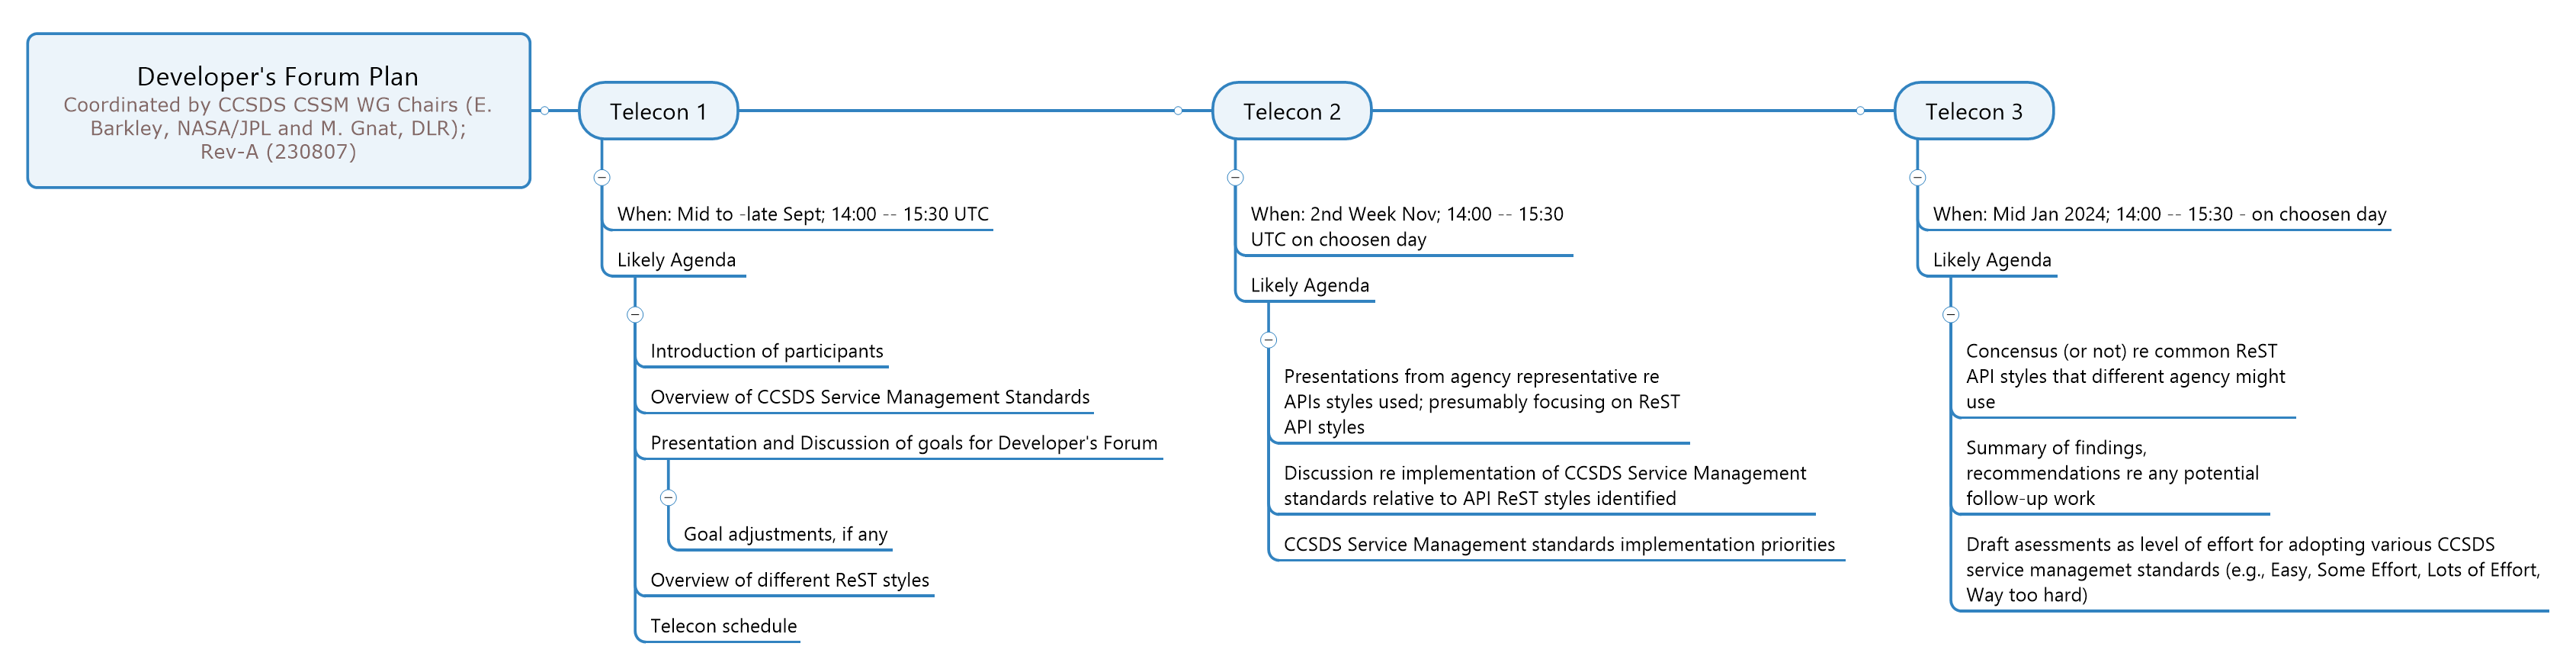 Developer's Forum Plan
Coordinated by CCSDS CSSM WG Chairs (E.
Barkley, NASA/JPL and M. Gnat, DLR);
Rev-A (230807)
Telecon 1
When: Mid to -late Sept; 14:00 -- 15:30 UTC
Likely Agenda
Introduction of participants
Overview of CCSDS Service Management Standards
Presentation and Discussion of goals for Developer's Forum
Goal adjustments, if any
Overview of different ReST styles
Telecon schedule
Telecon 2
When: 2nd Week Nov; 14:00 -- 15:30
UTC on choosen day
Likely Agenda
Presentations from agency representative re
APIs styles used; presumably focusing on ReST
API styles
Discussion re implementation of CCSDS Service Management
standards relative to API ReST styles identified
CCSDS Service Management standards implementation priorities
Telecon 3
When: Mid Jan 2024; 14:00 -- 15:30 - on choosen day
Likely Agenda
Concensus (or not) re common ReST
API styles that different agency might
use
Summary of findings,
recommendations re any potential
follow-up work
Draft asessments as level of effort for adopting various CCSDS
service managemet standards (e.g., Easy, Some Effort, Lots of Effort,
Way too hard)